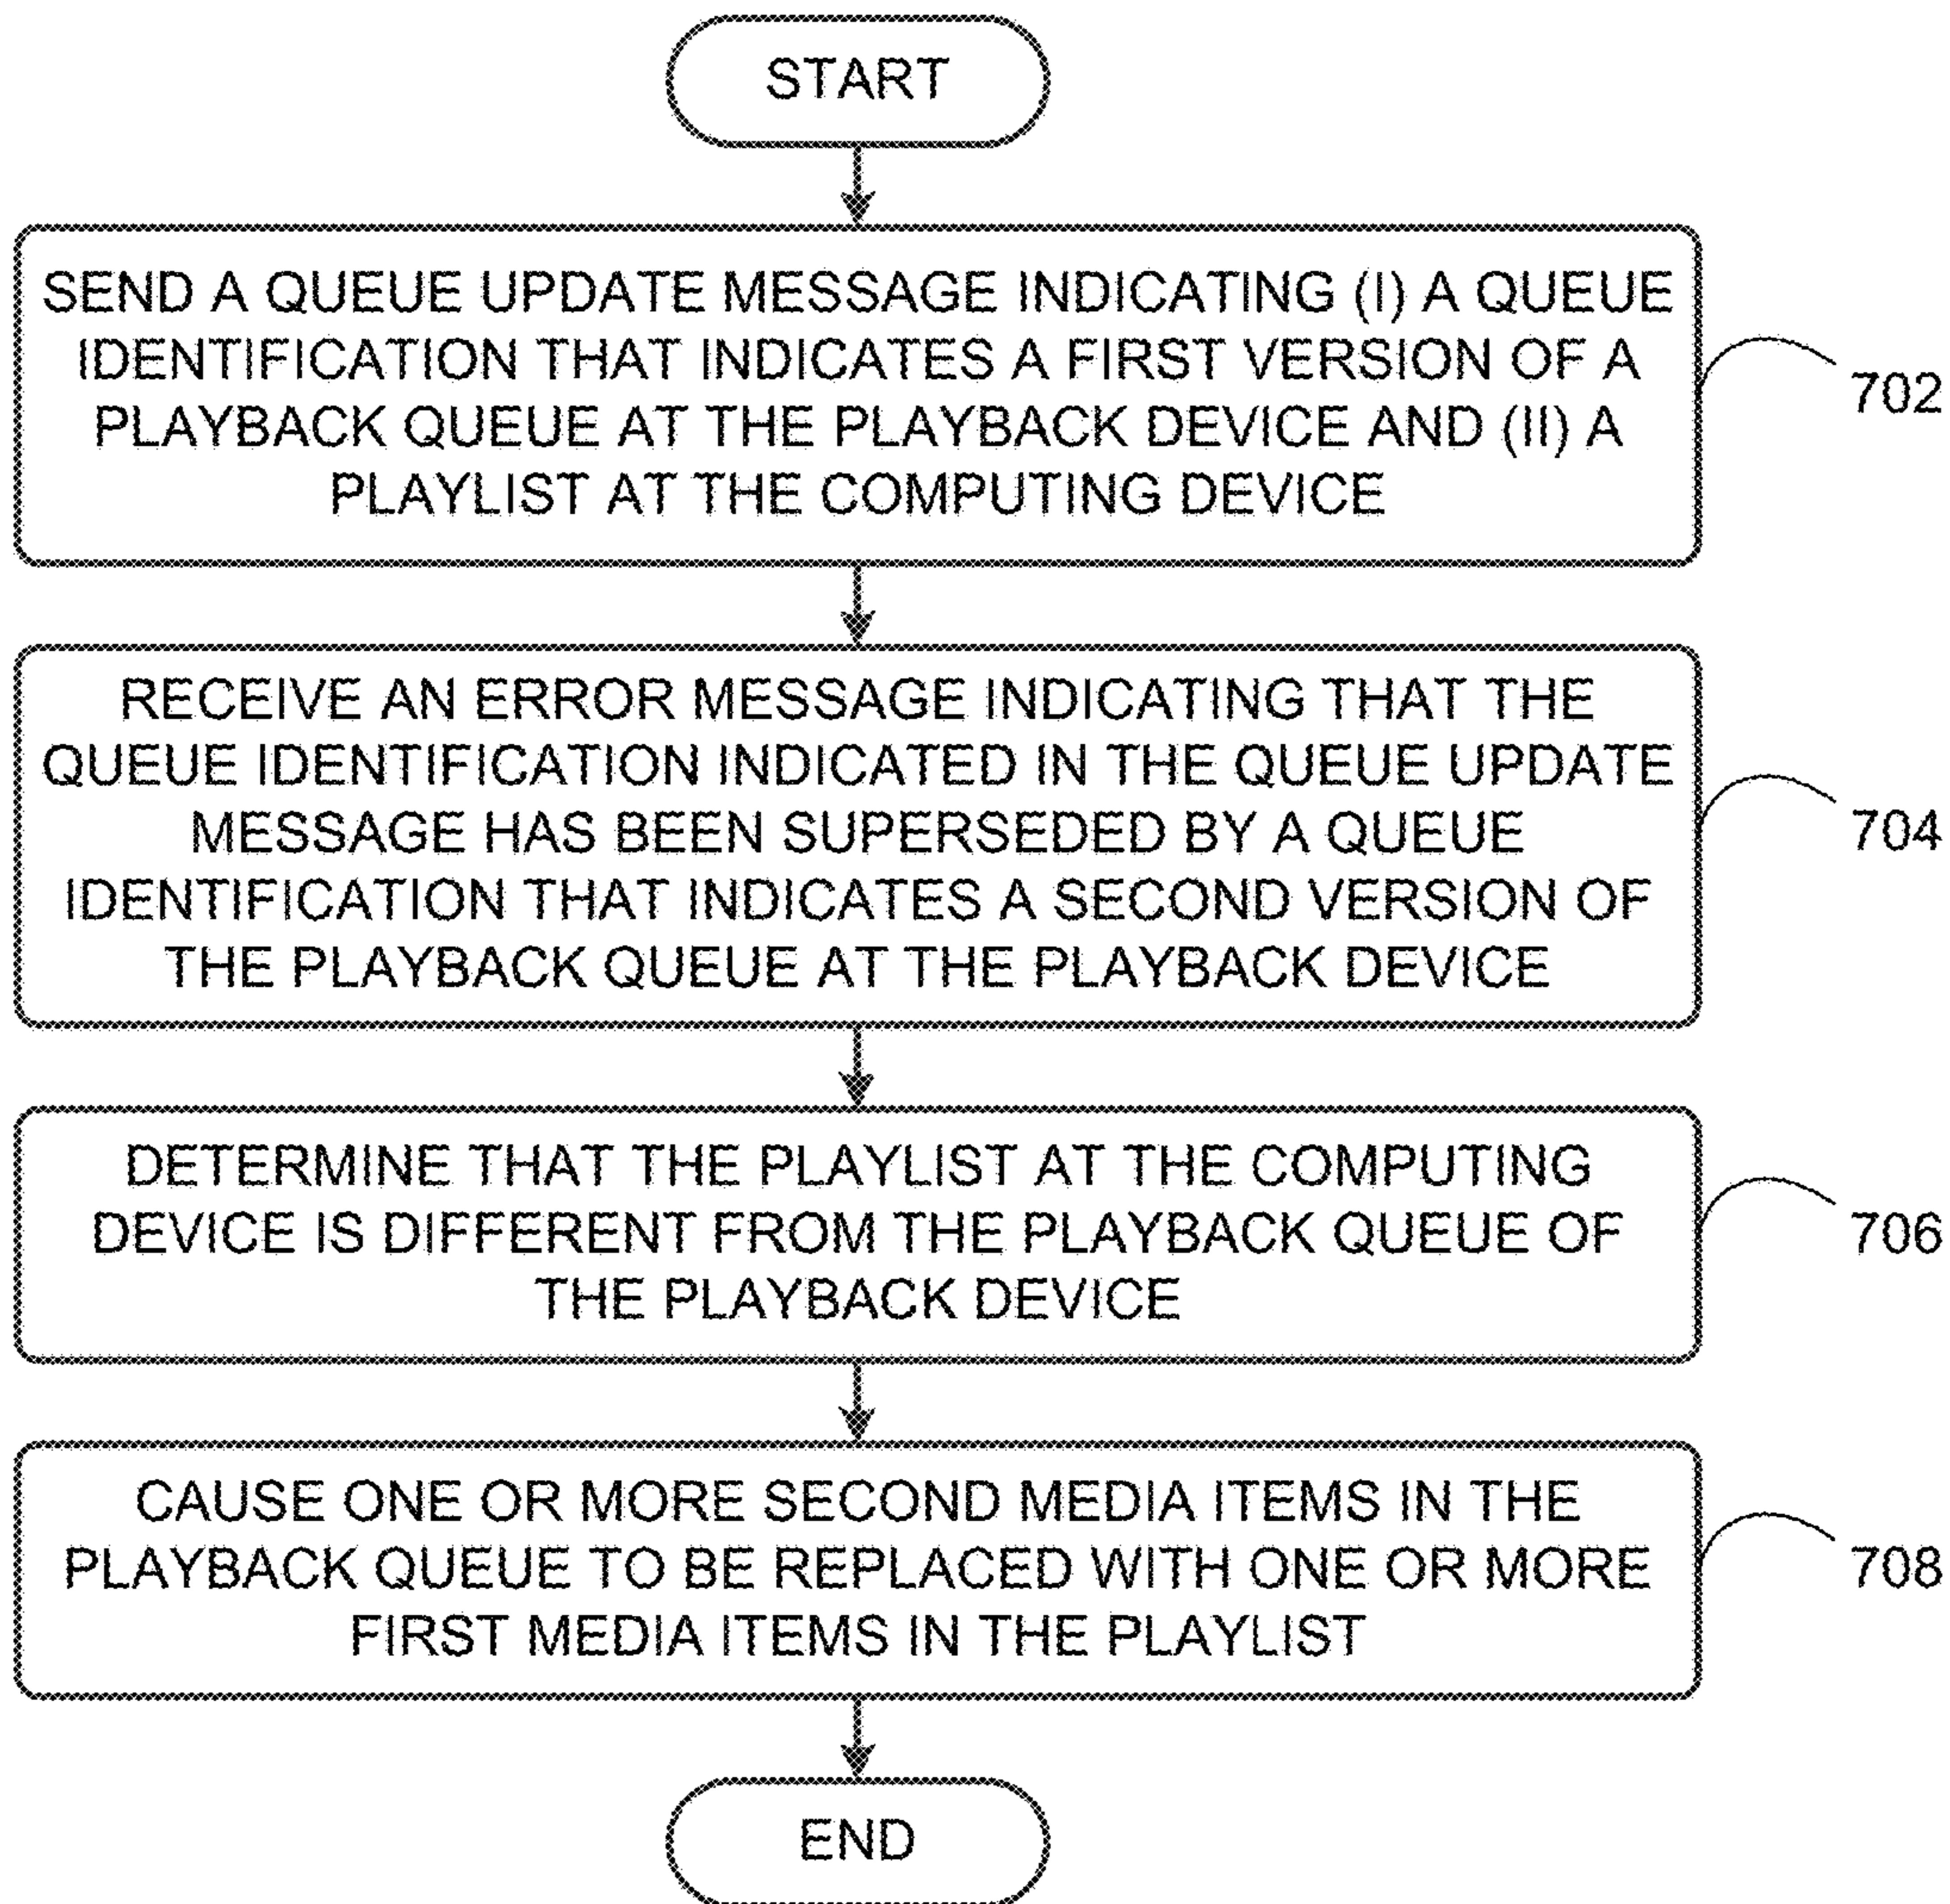 START
SEND A QUEUE UPDATE MESSAGE INDICATING (I) A QUEUE
IDENTIFICATION THAT INDICATES A FIRST VERSION OF A
PLAYBACK QUEUE AT THE PLAYBACK DEVICE AND (II) A
PLAYLIST AT THE COMPUTING DEVICE
702
RECEIVE AN ERROR MESSAGE INDICATING THAT THE
QUEUE IDENTIFICATION INDICATED IN THE QUEUE UPDATE
MESSAGE HAS BEEN SUPERSEDED BY A QUEUE
IDENTIFICATION THAT INDICATES A SECOND VERSION OF
THE PLAYBACK QUEUE AT THE PLAYBACK DEVICE
704
DETERMINE THAT THE PLAYLIST AT THE COMPUTING
DEVICE IS DIFFERENT FROM THE PLAYBACK QUEUE OF
THE PLAYBACK DEVICE
706
CAUSE ONE OR MORE SECOND MEDIA ITEMS IN THE
PLAYBACK QUEUE TO BE REPLACED WITH ONE OR MORE
FIRST MEDIA ITEMS IN THE PLAYLIST
708
END